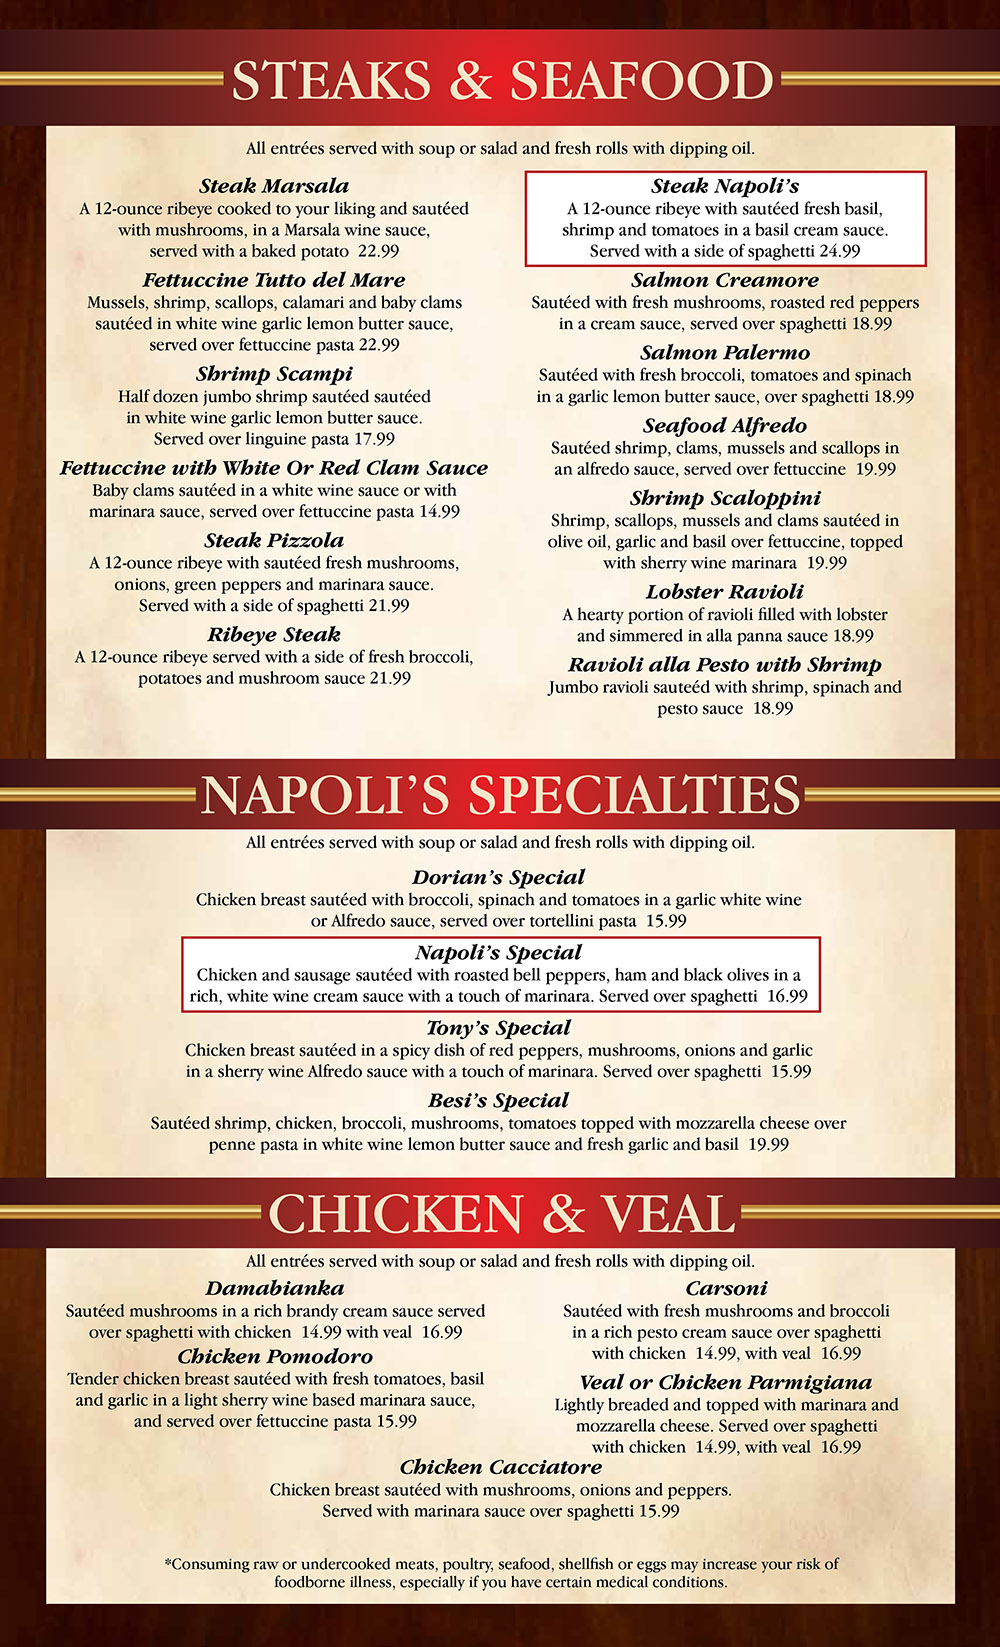 STEAKS & SEAFOOD
All entrées served with soup or salad and fresh rolls with dipping oil.
Steak Marsala
A 12-ounce ribeye cooked to your liking and sautéed
with mushrooms, in a Marsala wine sauce,
served with a baked potato 22.99
Fettuccine Tutto del Mare
Mussels, shrimp, scallops, calamari and baby clams
sautéed in white wine garlic lemon butter sauce,
served over fettuccine pasta 22.99
Shrimp Scampi
Half dozen jumbo shrimp sautéed sautéed
in white wine garlic lemon butter sauce.
Served over linguine pasta 17.99
Fettuccine with White Or Red Clam Sauce
Baby clams sautéed in a white wine sauce or with
marinara sauce, served over fettuccine pasta 14.99
Steak Pizzola
A 12-ounce ribeye with sautéed fresh mushrooms,
onions, green peppers and marinara sauce.
Served with a side of spaghetti 21.99
Ribeye Steak
A 12-ounce ribeye served with a side of fresh broccoli,
potatoes and mushroom sauce 21.99
Steak Napoli's
A 12-ounce ribeye with sautéed fresh basil,
shrimp and tomatoes in a basil cream sauce.
Served with a side of spaghetti 24.99
Salmon Creamore
Sautéed with fresh mushrooms, roasted red peppers
in a cream sauce, served over spaghetti 18.99
Salmon Palermo
Sautéed with fresh broccoli, tomatoes and spinach
in a garlic lemon butter sauce, over spaghetti 18.99
Seafood Alfredo
Sautéed shrimp, clams, mussels and scallops in
an alfredo sauce, served over fettuccine 19.99
Shrimp Scaloppini
Shrimp, scallops, mussels and clams sautéed in
olive oil, garlic and basil over fettuccine, topped
with sherry wine marinara 19.99
Lobster Ravioli
A hearty portion of ravioli filled with lobster
and simmered in alla panna sauce 18.99
Ravioli alla Pesto with Shrimp
Jumbo ravioli sauteéd with shrimp, spinach and
pesto sauce 18.99
NAPOLI'S SPECIALTIES
All entrées served with soup or salad and fresh rolls with dipping oil.
Dorian's Special
Chicken breast sautéed with broccoli, spinach and tomatoes in a garlic white wine
or Alfredo sauce, served over tortellini pasta 15.99
Napoli's Special
Chicken and sausage sautéed with roasted bell peppers, ham and black olives in a
rich, white wine cream sauce with a touch of marinara. Served over spaghetti 16.99
Tony's Special
Chicken breast sautéed in a spicy dish of red peppers, mushrooms, onions and garlic
in a sherry wine Alfredo sauce with a touch of marinara. Served over spaghetti 15.99
Besi's Special
Sautéed shrimp, chicken, broccoli, mushrooms, tomatoes topped with mozzarella cheese over
penne pasta in white wine lemon butter sauce and fresh garlic and basil 19.99
CHICKEN & VEAL
All entrées served with soup or salad and fresh rolls with dipping oil.
Damabianka
Sautéed mushrooms in a rich brandy cream sauce served
over spaghetti with chicken 14.99 with veal 16.99
Chicken Pomodoro
Tender chicken breast sautéed with fresh tomatoes, basil
and garlic in a light sherry wine based marinara sauce,
and served over fettuccine pasta 15.99
Carsoni
Sautéed with fresh mushrooms and broccoli
in a rich pesto cream sauce over spaghetti
with chicken 14.99, with veal 16.99
Veal or Chicken Parmigiana
Lightly breaded and topped with marinara and
mozzarella cheese. Served over spaghetti
with chicken 14.99, with veal 16.99
Chicken Cacciatore
Chicken breast sautéed with mushrooms, onions and peppers.
Served with marinara sauce over spaghetti 15.99
*Consuming raw or undercooked meats, poultry, seafood, shellfish or eggs may increase your risk of
foodborne illness, especially if you have certain medical conditions.